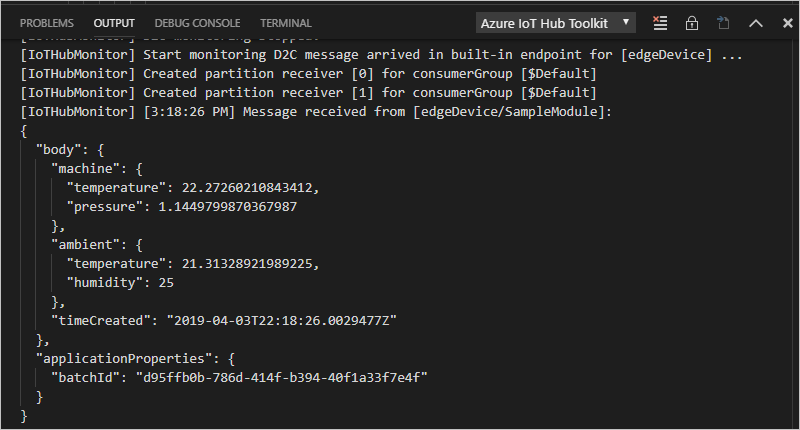 PROBLEMS OUTPUT DEBUG CONSOLE TERMINAL Azure IoT Hub Toolkit
[IoTHubMonitor] Start monitoring D2C message arrived in built-in endpoint for [edgeDevice] ...
[IoTHubMonitor] Created partition receiver [0] for consumerGroup [$Default]
[IoTHubMonitor] Created partition receiver [1] for consumerGroup [$Default]
[IoTHubMonitor] [3:18:26 PM] Message received from [edgeDevice/SampleModule]:
{
  "body": {
    "machine": {
      "temperature": 22.27260210843412,
      "pressure": 1.1449799870367987
    },
    "ambient": {
      "temperature": 21.31328921989225,
      "humidity": 25
    },
    "timeCreated": "2019-04-03T22:18:26.0029477Z"
  },
  "applicationProperties": {
    "batchId": "d95ffb0b-786d-414f-b394-40f1a33f7e4f"
  }
}